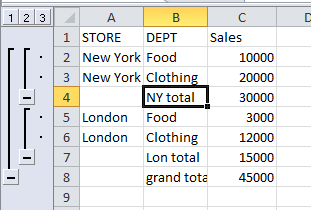 1 2 3 A B C D
1 STORE DEPT Sales
2 New York Food 10000
3 New York Clothing 20000
4 NY total 30000
5 London Food 3000
6 London Clothing 12000
7 Lon total 15000
8 grand tota 45000
9